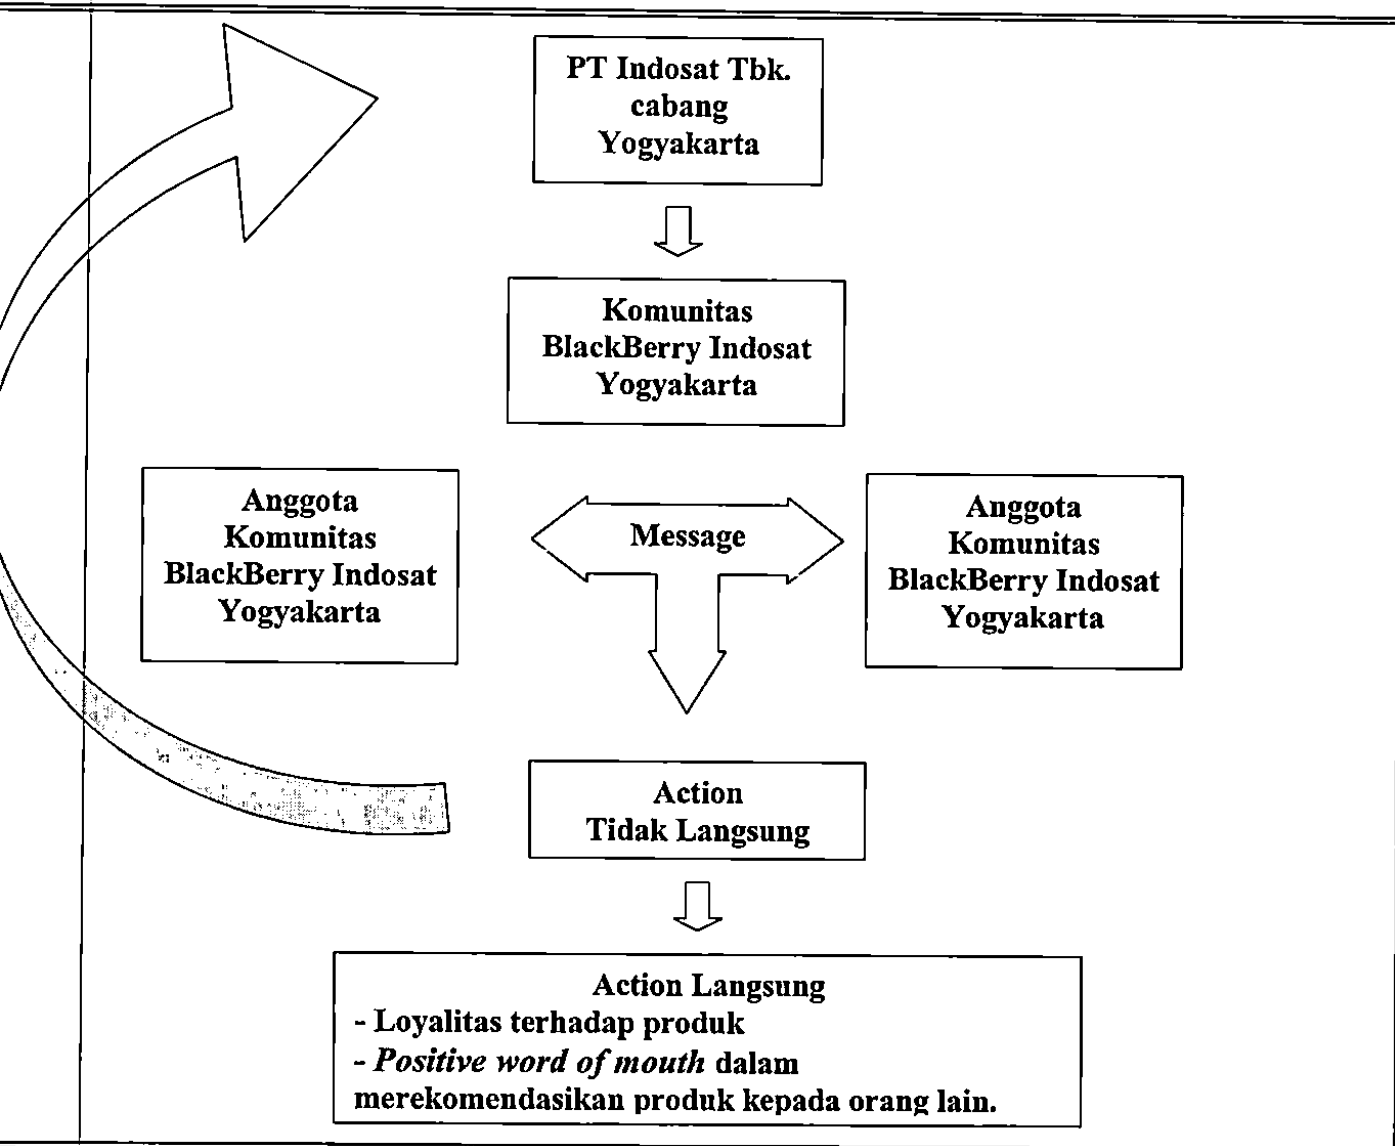 PT Indosat Tbk.
cabang
Yogyakarta
Komunitas
BlackBerry Indosat
Yogyakarta
Anggota
Komunitas
BlackBerry Indosat
Yogyakarta
Message
Anggota
Komunitas
BlackBerry Indosat
Yogyakarta
Action
Tidak Langsung
Action Langsung
- Loyalitas terhadap produk
- Positive word of mouth dalam
merekomendasikan produk kepada orang lain.